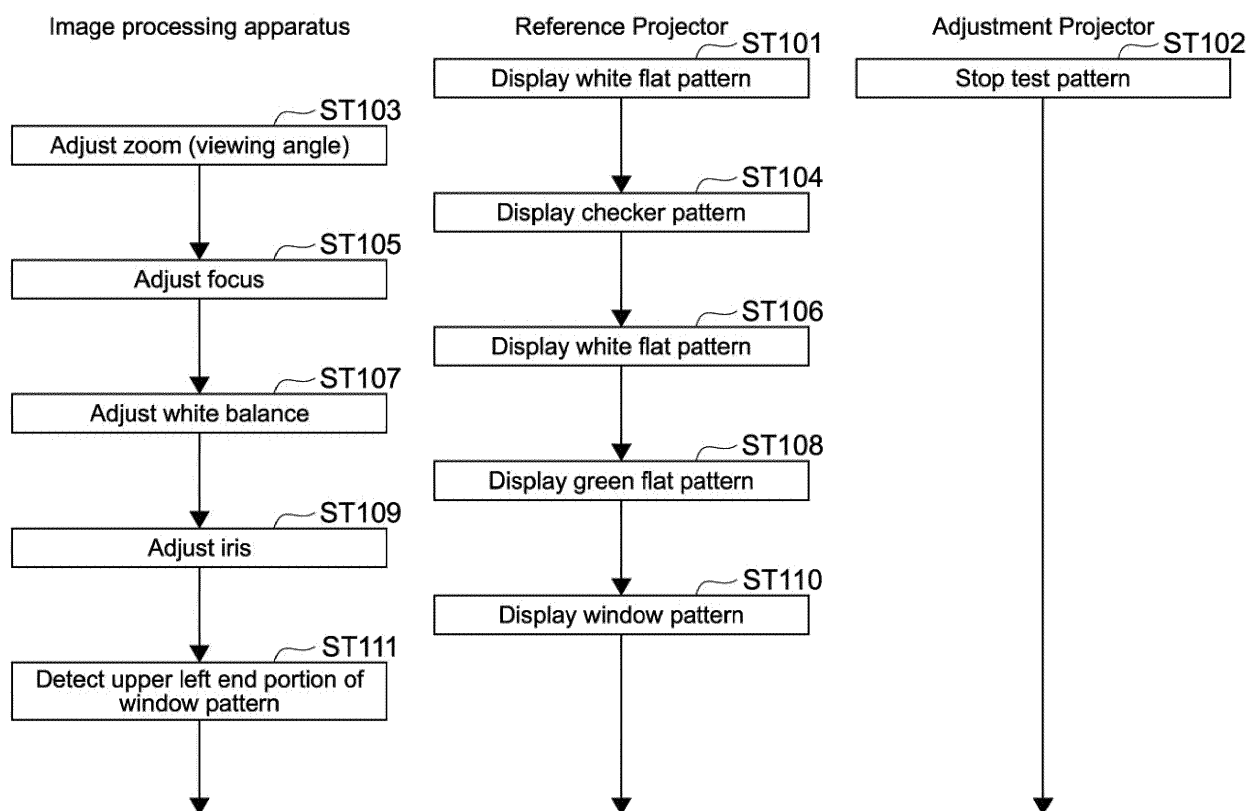 Image processing apparatus
Reference Projector
Adjustment Projector
ST101
Display white flat pattern
ST102
Stop test pattern
ST103
Adjust zoom (viewing angle)
ST104
Display checker pattern
ST105
Adjust focus
ST106
Display white flat pattern
ST107
Adjust white balance
ST108
Display green flat pattern
ST109
Adjust iris
ST110
Display window pattern
ST111
Detect upper left end portion of
window pattern